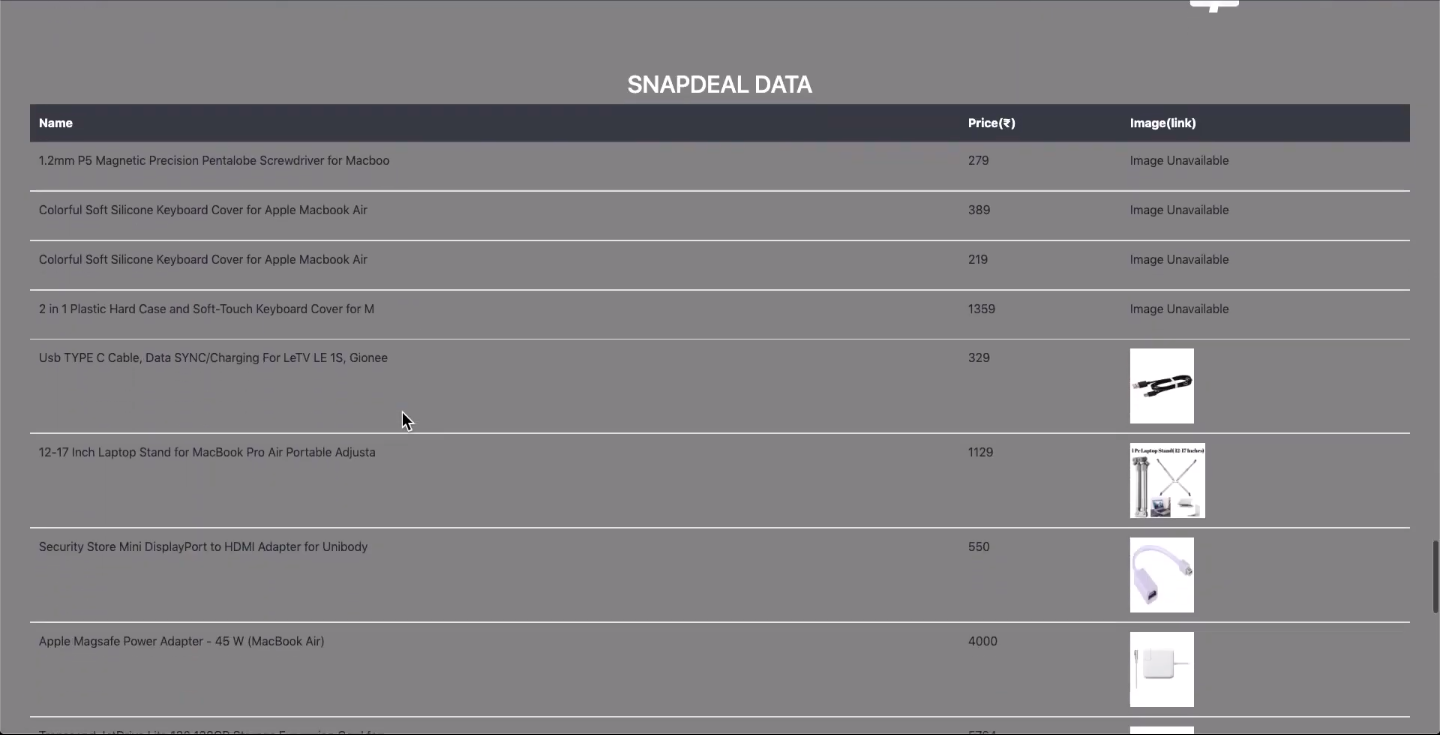 SNAPDEAL DATA
Name Price(₹) Image(link)
1.2mm P5 Magnetic Precision Pentalobe Screwdriver for Macboo 279 Image Unavailable
Colorful Soft Silicone Keyboard Cover for Apple Macbook Air 389 Image Unavailable
Colorful Soft Silicone Keyboard Cover for Apple Macbook Air 219 Image Unavailable
2 in 1 Plastic Hard Case and Soft-Touch Keyboard Cover for M 1359 Image Unavailable
Usb TYPE C Cable, Data SYNC/Charging For LeTV LE 1S, Gionee 329
12-17 Inch Laptop Stand for MacBook Pro Air Portable Adjusta 1129
1 Pc Laptop Stand( 12-17 Inches)
Security Store Mini DisplayPort to HDMI Adapter for Unibody 550
Apple Magsafe Power Adapter - 45 W (MacBook Air) 4000